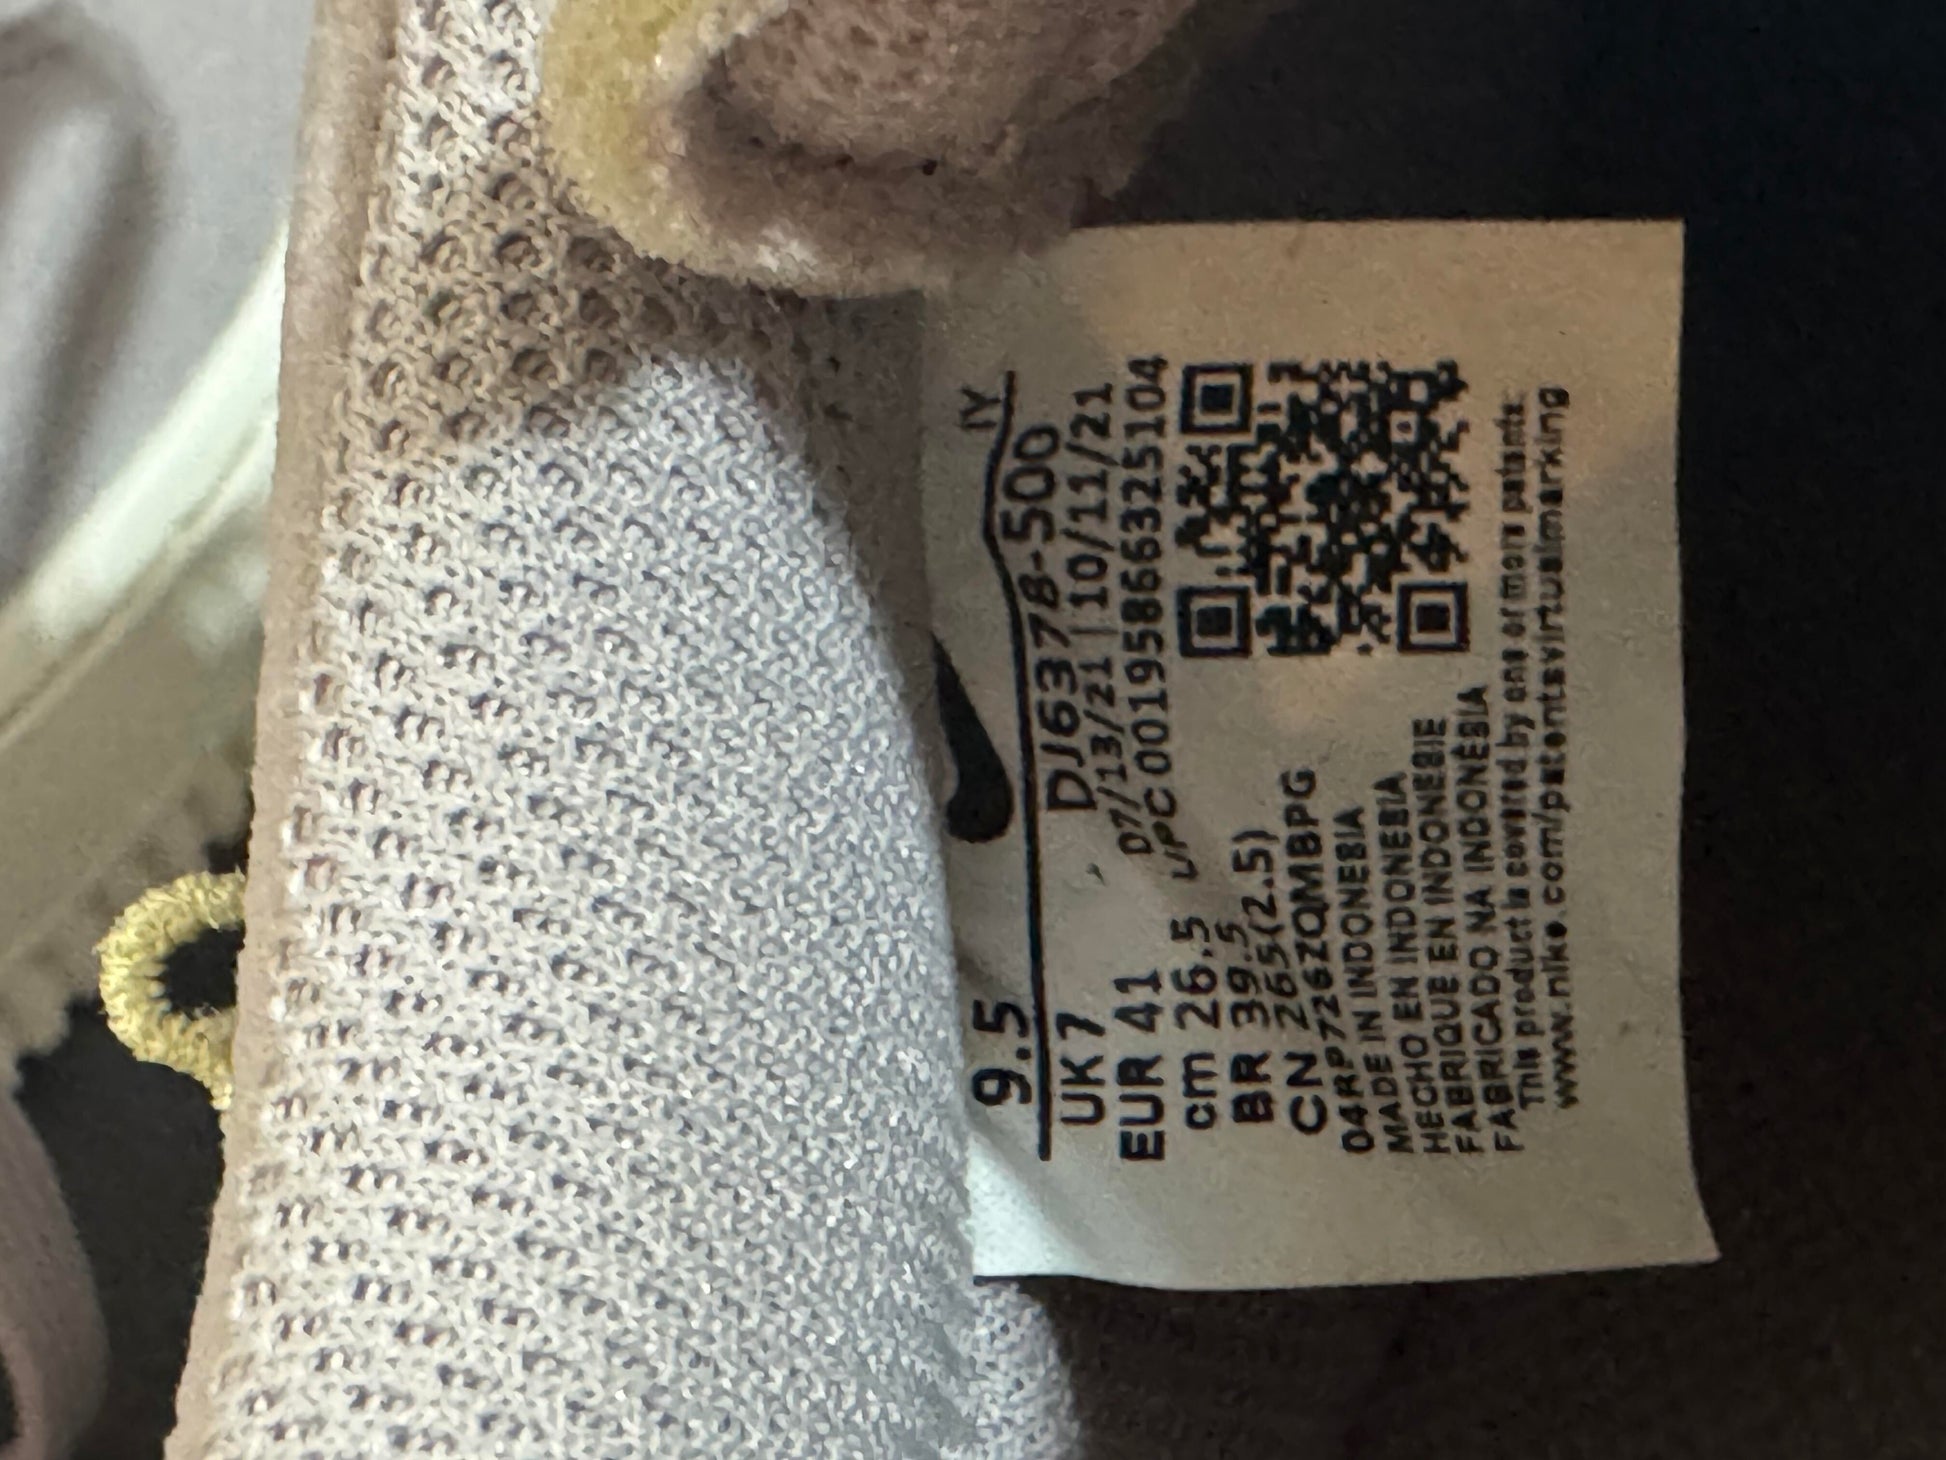 9.5 IY
UK 7 DJ6378-500
EUR 41 07/13/21 | 10/11/21
cm 26.5 UPC 00195866325104
BR 39.5
CN 265(2.5)
04RP726ZQMBPG
MADE IN INDONESIA
HECHO EN INDONESIA
FABRIQUE EN INDONESIE
FABRICADO NA INDONÉSIA
This product is covered by one or more patents:
www.nike.com/patentsvirtualmarking